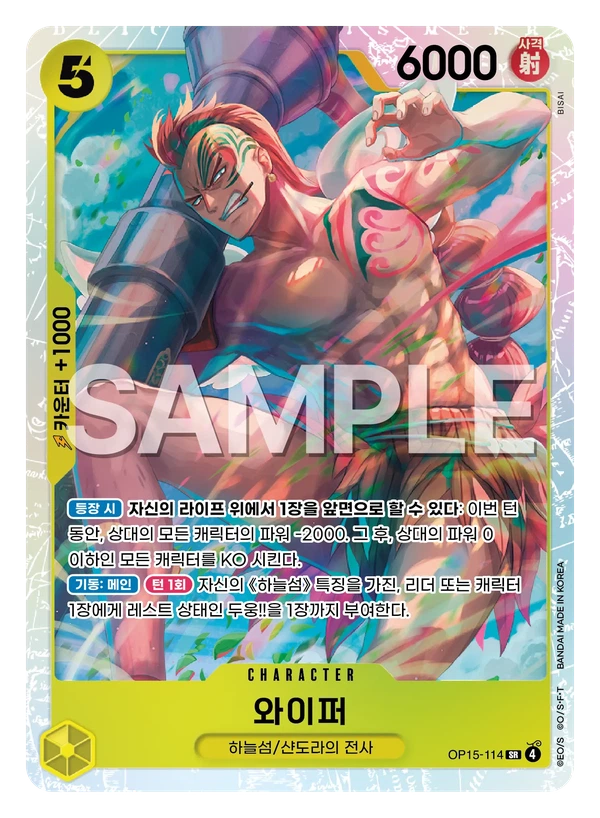 5
6000
사격
射
BISAI
카운터 +1000
SAMPLE
등장 시 자신의 라이프 위에서 1장을 앞면으로 할 수 있다: 이번 턴
동안, 상대의 모든 캐릭터의 파워 -2000. 그 후, 상대의 파워 0
이하인 모든 캐릭터를 KO 시킨다.
기동: 메인 턴 1회 자신의 《하늘섬》 특징을 가진, 리더 또는 캐릭터
1장에게 레스트 상태인 두웅!!을 1장까지 부여한다.
CHARACTER
와이퍼
하늘섬/샨도라의 전사
OP15-114 SR 4
©EO/S ©O/S·F·T BANDAI MADE IN KOREA